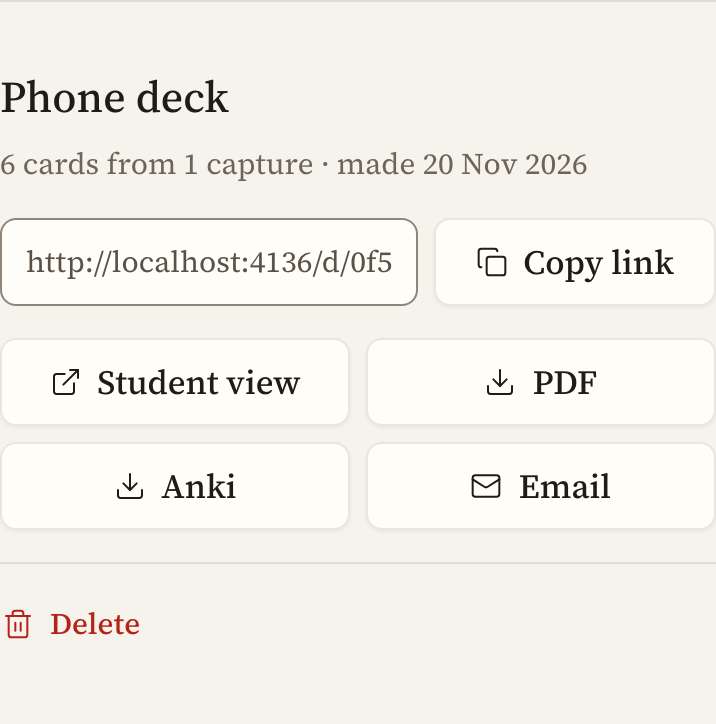 Phone deck
6 cards from 1 capture · made 20 Nov 2026
http://localhost:4136/d/0f5
Copy link
Student view
PDF
Anki
Email
Delete